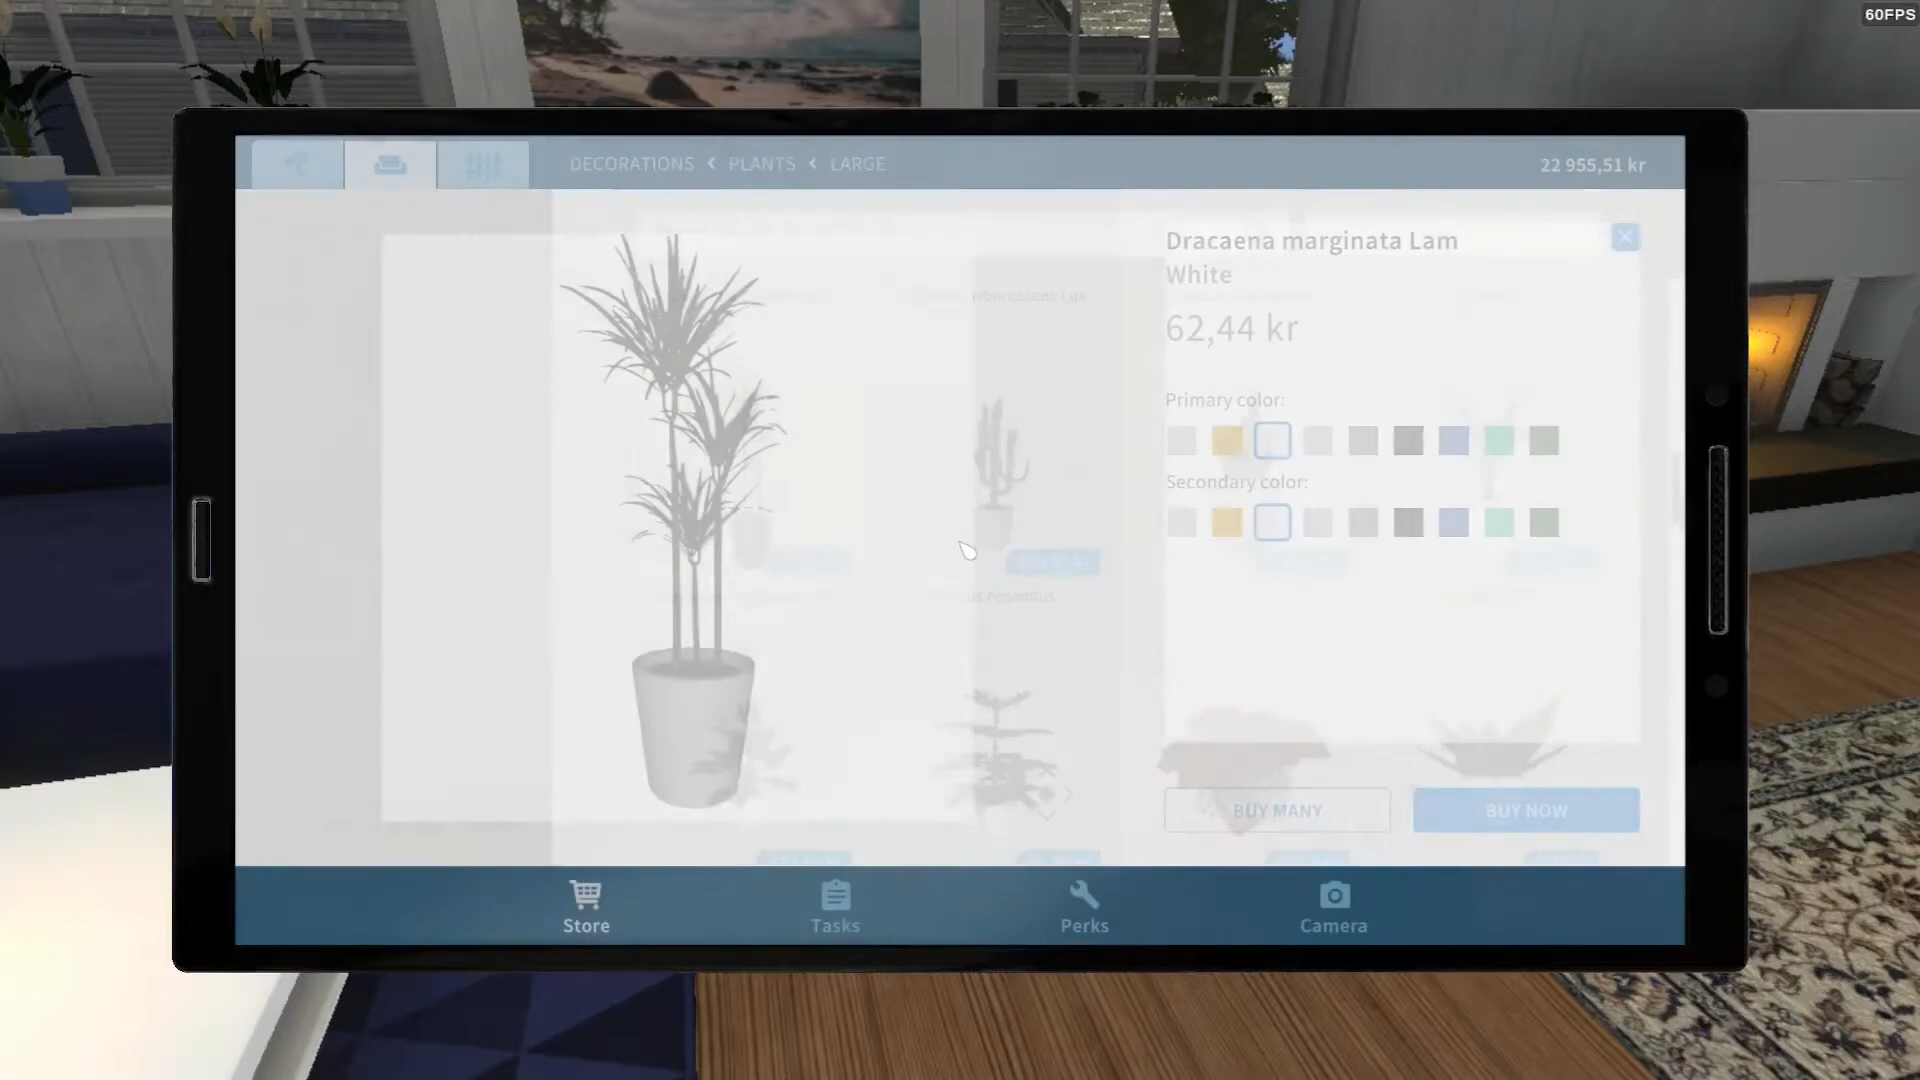 60FPS
DECORATIONS < PLANTS < LARGE
22 955,51 kr
Dracaena marginata Lam
White
62,44 kr
Primary color:
Secondary color:
BUY MANY
BUY NOW
Store
Tasks
Perks
Camera